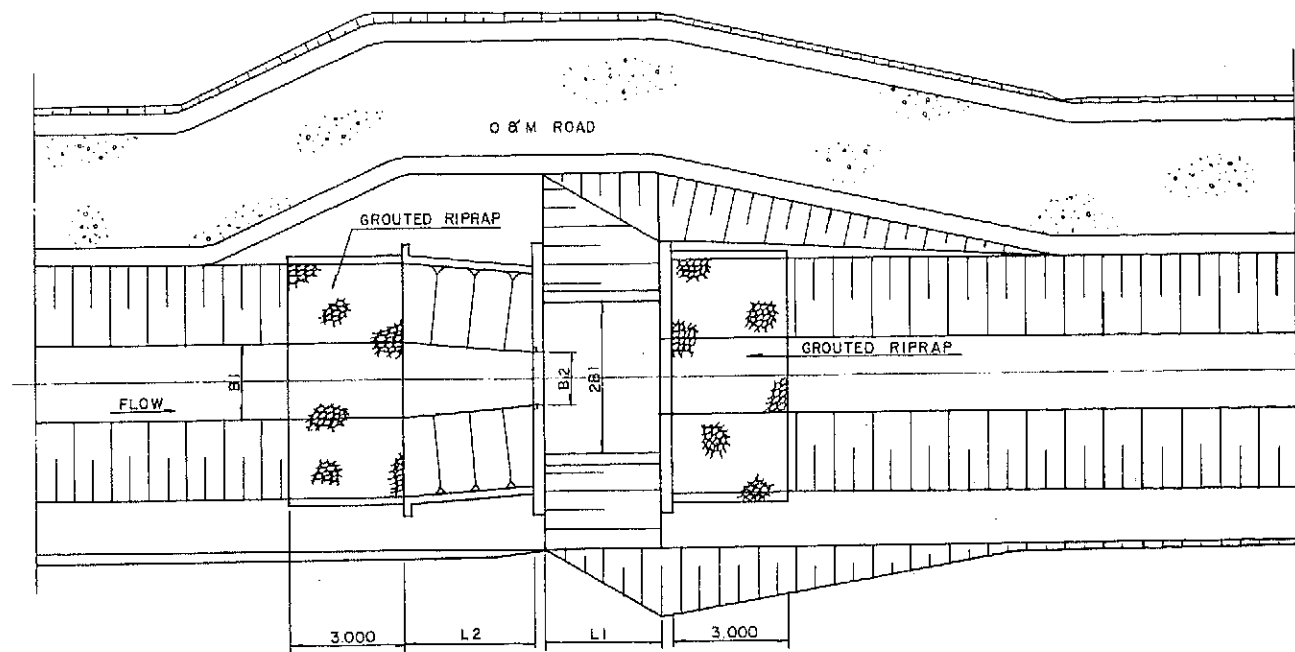 O & M ROAD
GROUTED RIPRAP
GROUTED RIPRAP
B1
B12
2B1
FLOW
3.000
L2
L1
3.000